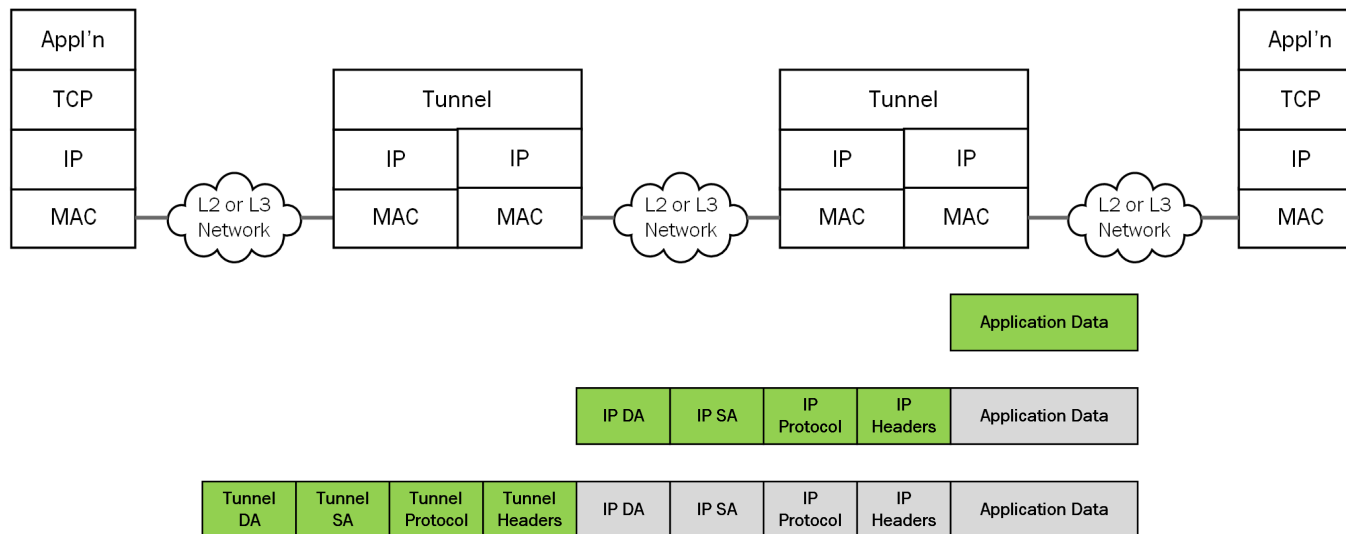 Appl'n
TCP
IP
MAC
L2 or L3
Network
Tunnel
IP
IP
MAC
MAC
L2 or L3
Network
Tunnel
IP
IP
MAC
MAC
L2 or L3
Network
Appl'n
TCP
IP
MAC
Application Data
IP DA
IP SA
IP
Protocol
IP
Headers
Application Data
Tunnel
DA
Tunnel
SA
Tunnel
Protocol
Tunnel
Headers
IP DA
IP SA
IP
Protocol
IP
Headers
Application Data